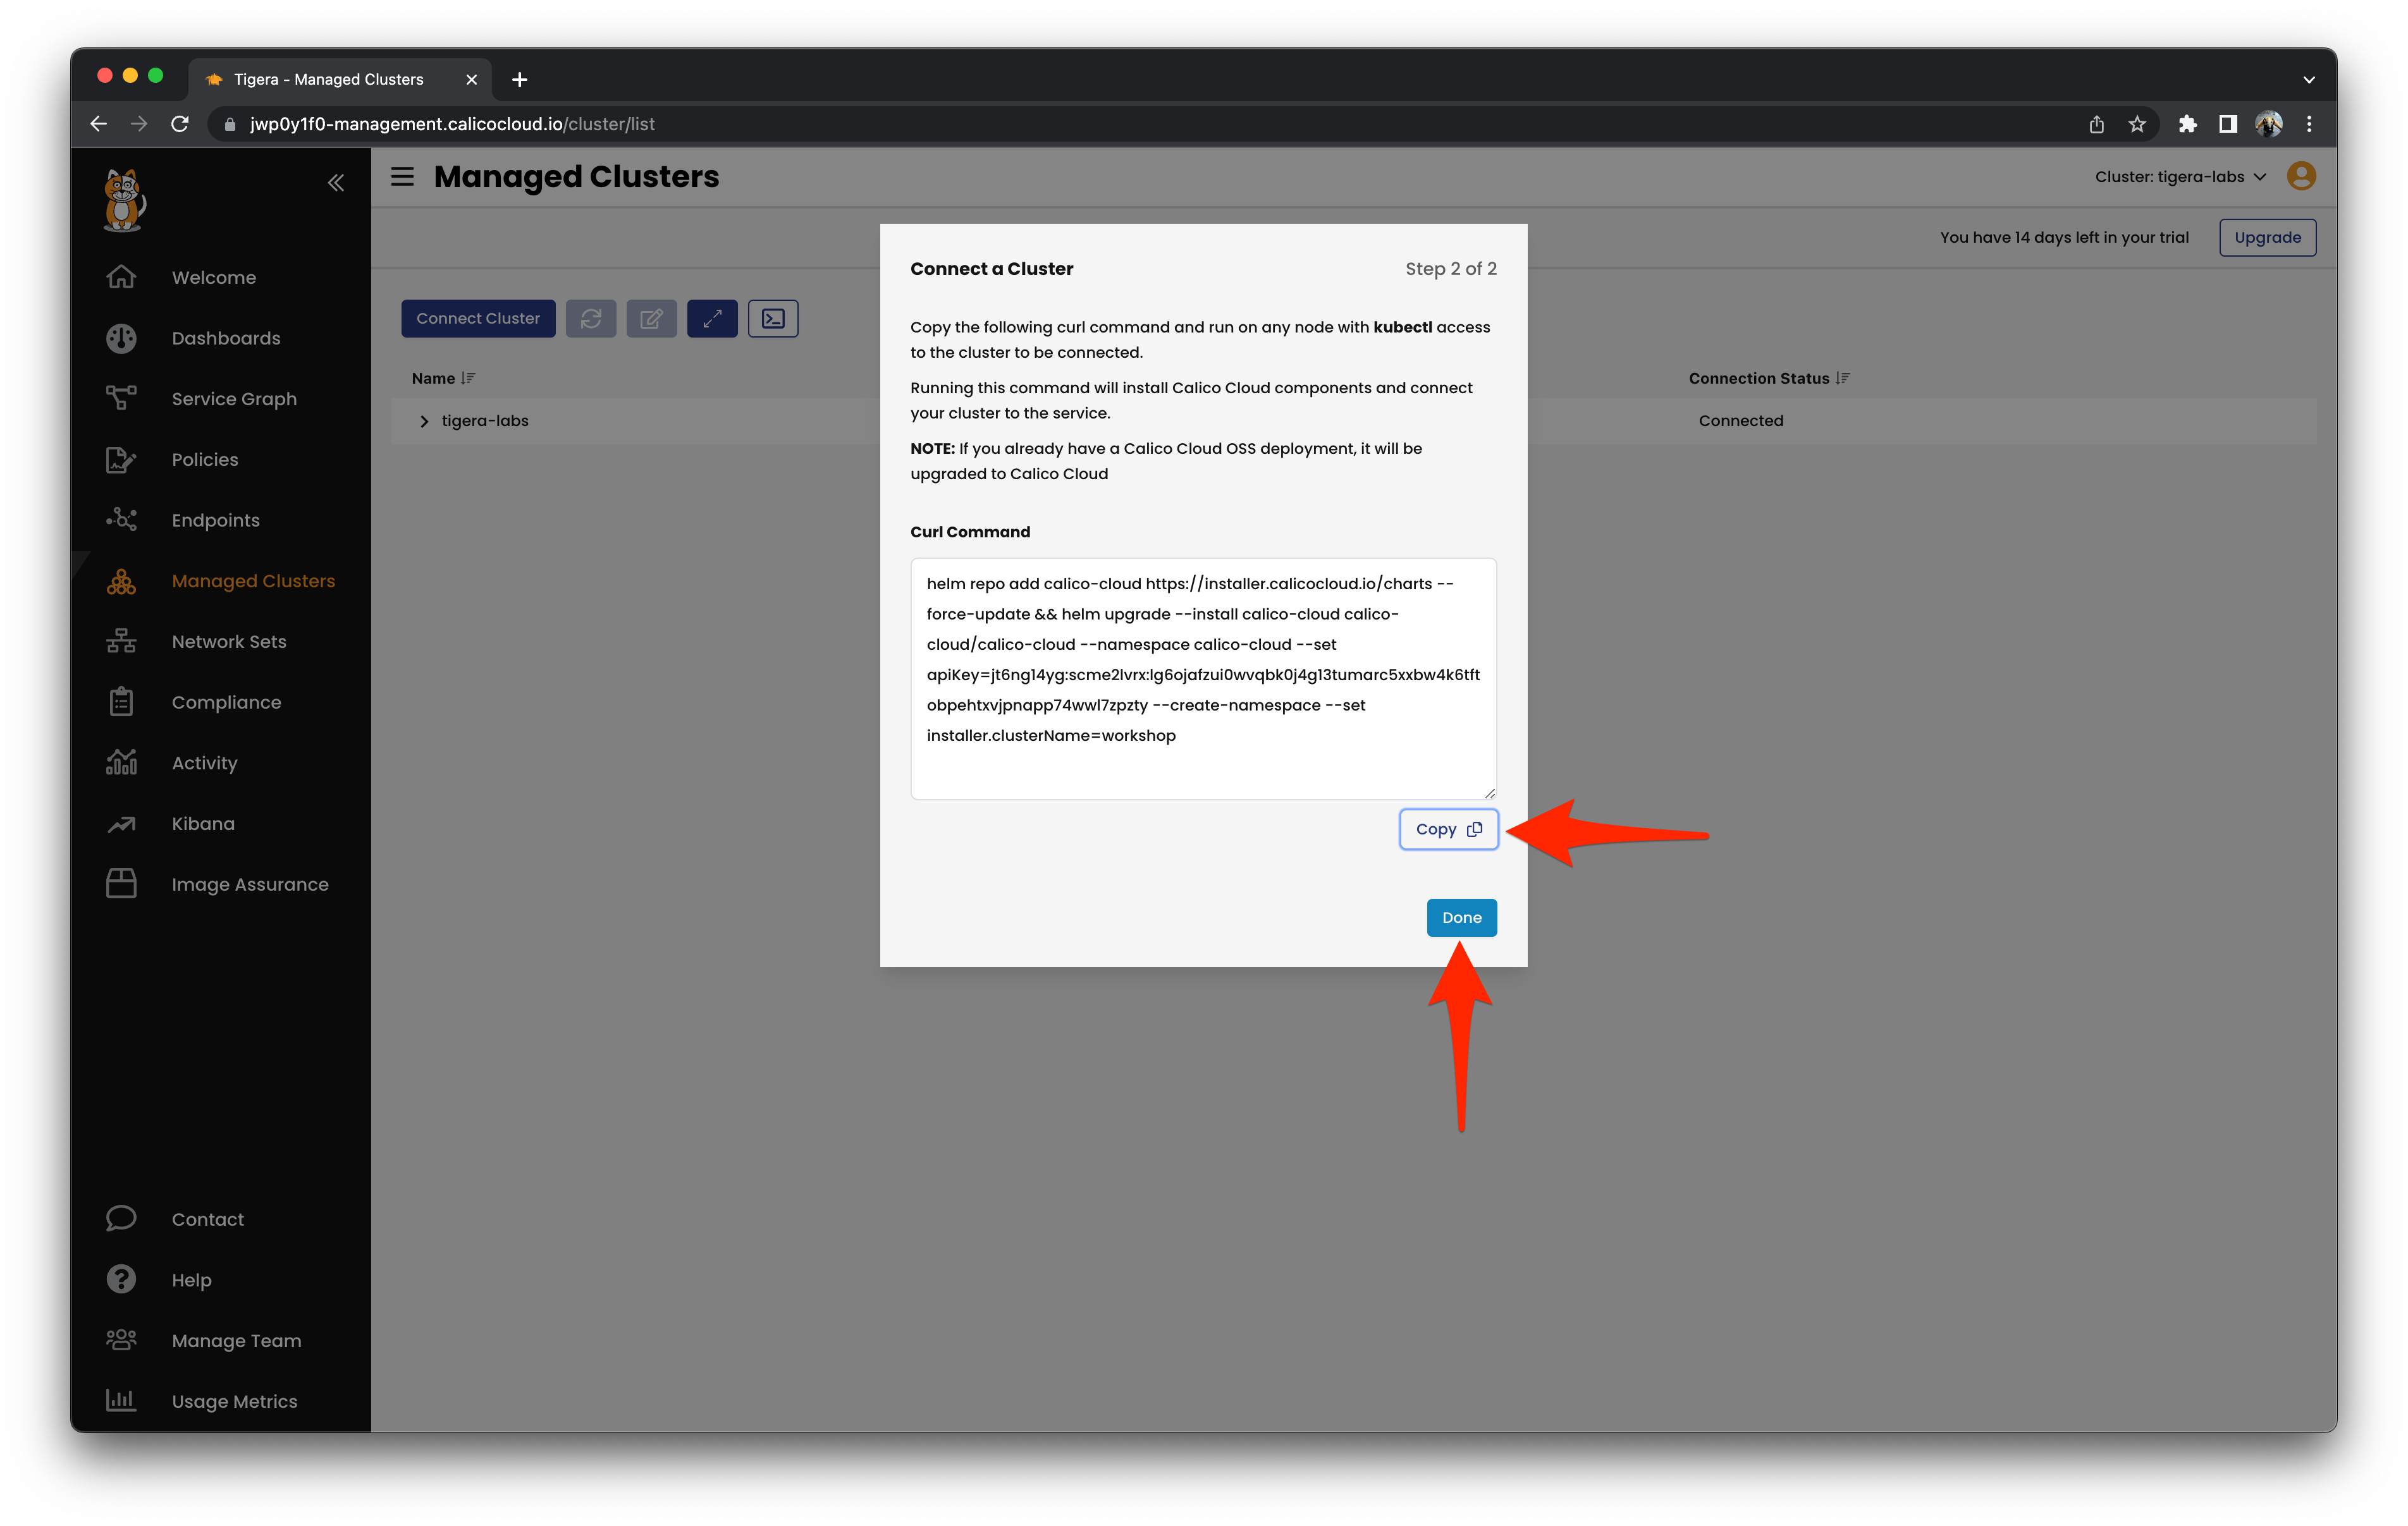 Tigera - Managed Clusters
jwp0y1f0-management.calicocloud.io/cluster/list
Managed Clusters
Cluster: tigera-labs
You have 14 days left in your trial
Upgrade
Welcome
Dashboards
Service Graph
Policies
Endpoints
Managed Clusters
Network Sets
Compliance
Activity
Kibana
Image Assurance
Contact
Help
Manage Team
Usage Metrics
Connect Cluster
Name
Connection Status
tigera-labs
Connected
Connect a Cluster
Step 2 of 2
Copy the following curl command and run on any node with kubectl access
to the cluster to be connected.
Running this command will install Calico Cloud components and connect
your cluster to the service.
NOTE: If you already have a Calico Cloud OSS deployment, it will be
upgraded to Calico Cloud
Curl Command
helm repo add calico-cloud https://installer.calicocloud.io/charts --
force-update && helm upgrade --install calico-cloud calico-
cloud/calico-cloud --namespace calico-cloud --set
apiKey=jt6ng14yg:scme2lvrx:lg6ojafzui0wvqbk0j4g13tumarc5xxbw4k6tft
obpehtxvjpnapp74wwl7zpzty --create-namespace --set
installer.clusterName=workshop
Copy
Done